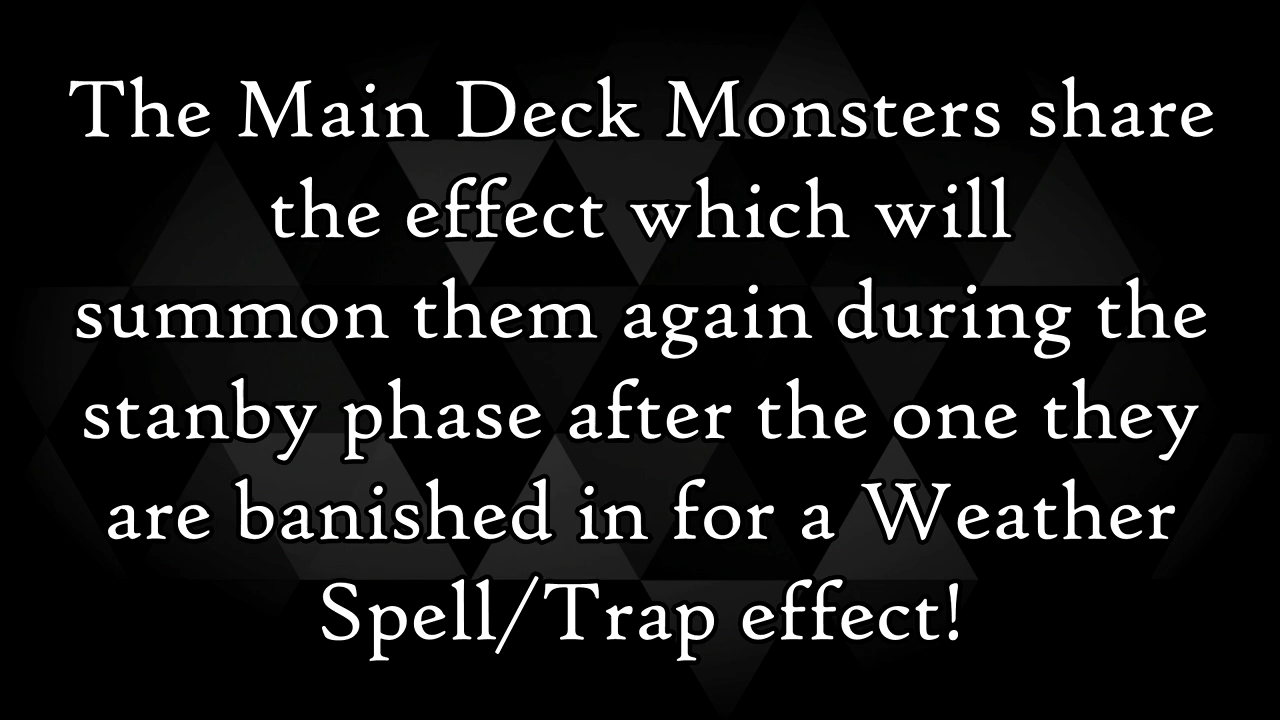 The Main Deck Monsters share
the effect which will
summon them again during the
stanby phase after the one they
are banished in for a Weather
Spell/Trap effect!